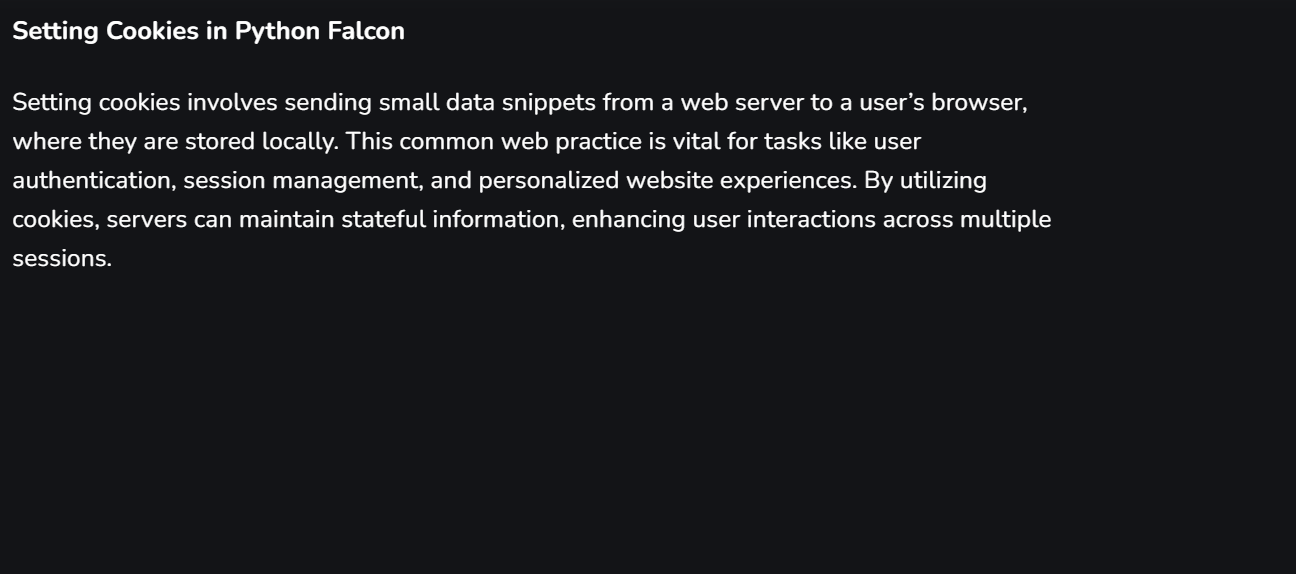 Setting Cookies in Python Falcon
Setting cookies involves sending small data snippets from a web server to a user’s browser,
where they are stored locally. This common web practice is vital for tasks like user
authentication, session management, and personalized website experiences. By utilizing
cookies, servers can maintain stateful information, enhancing user interactions across multiple
sessions.